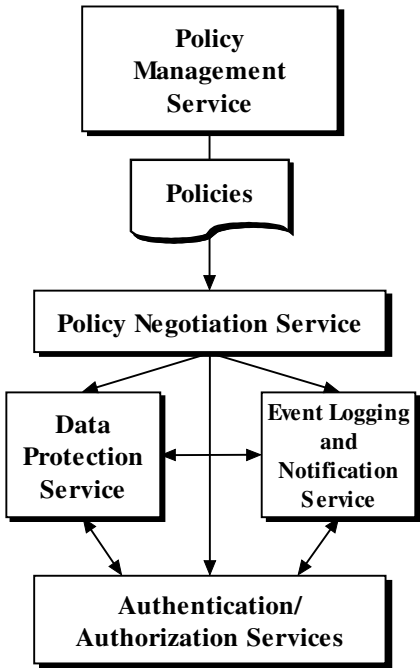 Policy
Management
Service
Policies
Policy Negotiation Service
Data
Protection
Service
Event Logging
and
Notification
Service
Authentication/
Authorization Services